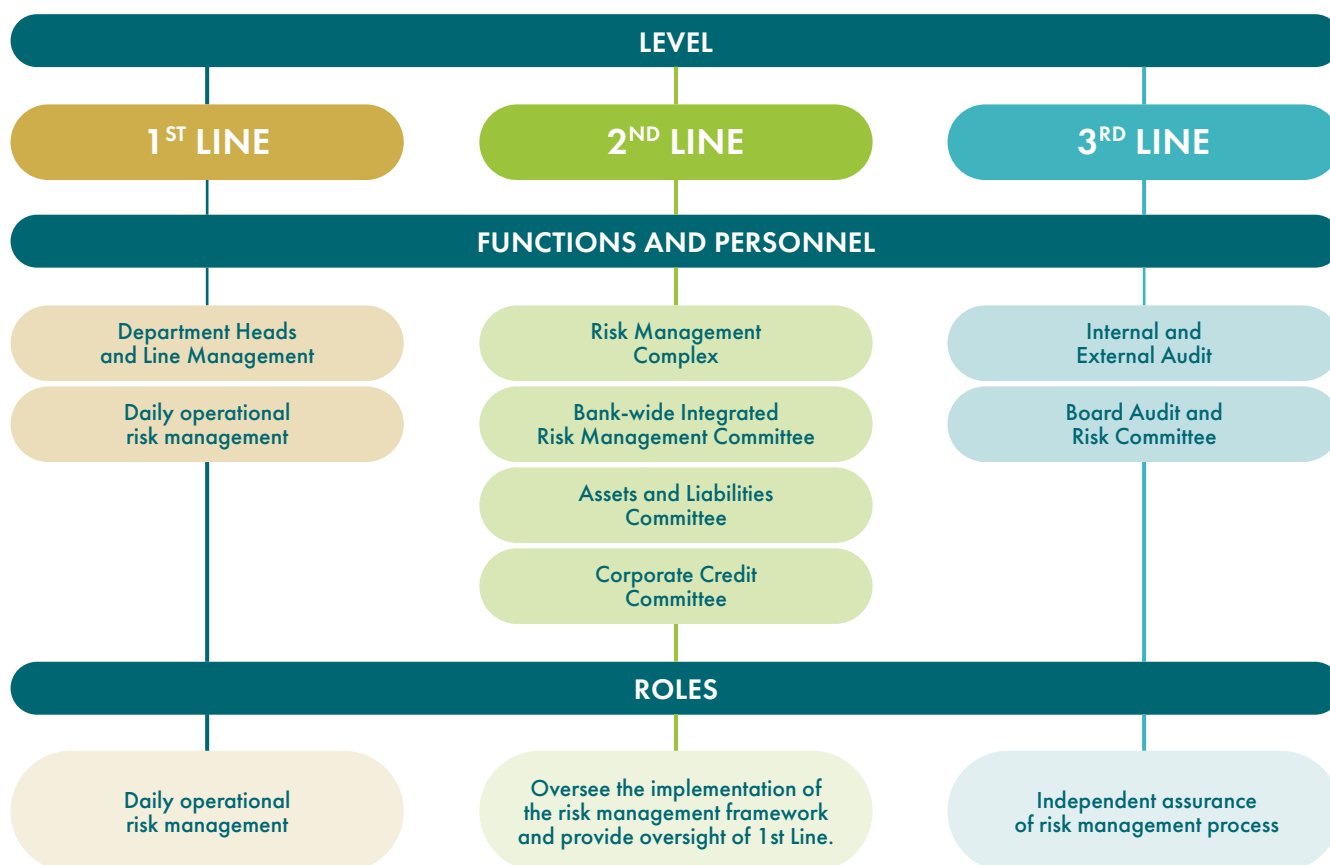 LEVEL
1ST LINE
2ND LINE
3RD LINE
FUNCTIONS AND PERSONNEL
Department Heads
and Line Management
Daily operational
risk management
Risk Management
Complex
Bank-wide Integrated
Risk Management Committee
Assets and Liabilities
Committee
Corporate Credit
Committee
Internal and
External Audit
Board Audit and
Risk Committee
ROLES
Daily operational
risk management
Oversee the implementation of
the risk management framework
and provide oversight of 1st Line.
Independent assurance
of risk management process